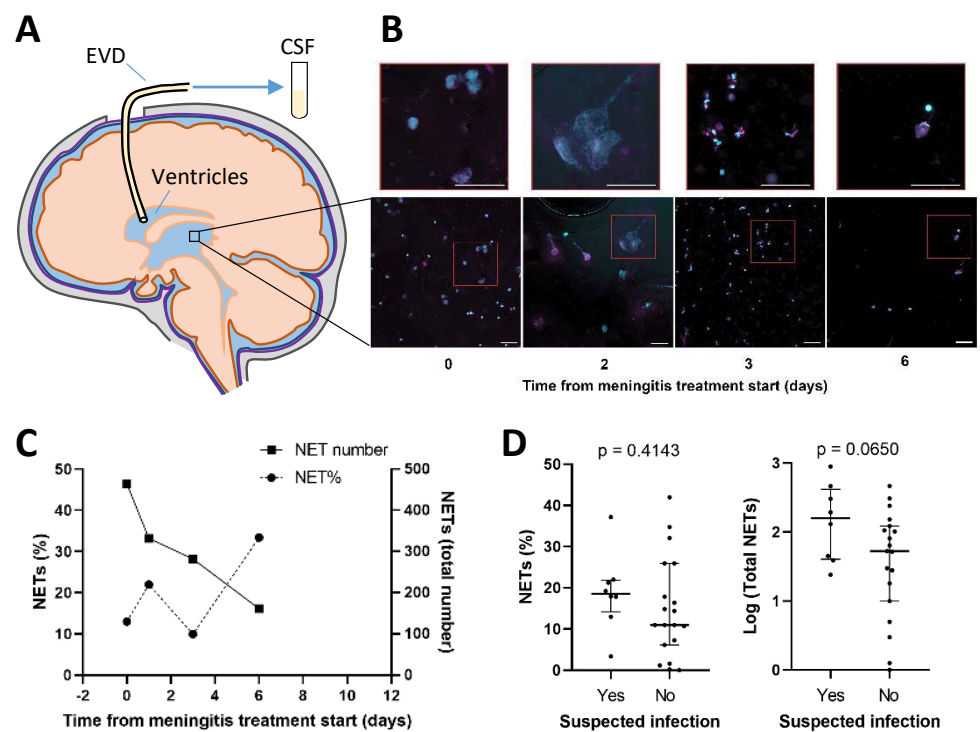 A
EVD
CSF
Ventricles
B
0 2 3 6
Time from meningitis treatment start (days)
C
NET number
NET%
50
40
30
20
10
0
NETs (%)
500
400
300
200
100
0
NETs (total number)
-2 0 2 4 6 8 10 12
Time from meningitis treatment start (days)
D
p = 0.4143
50
40
30
20
10
0
NETs (%)
Yes No
Suspected infection
p = 0.0650
3
2
1
0
Log (Total NETs)
Yes No
Suspected infection